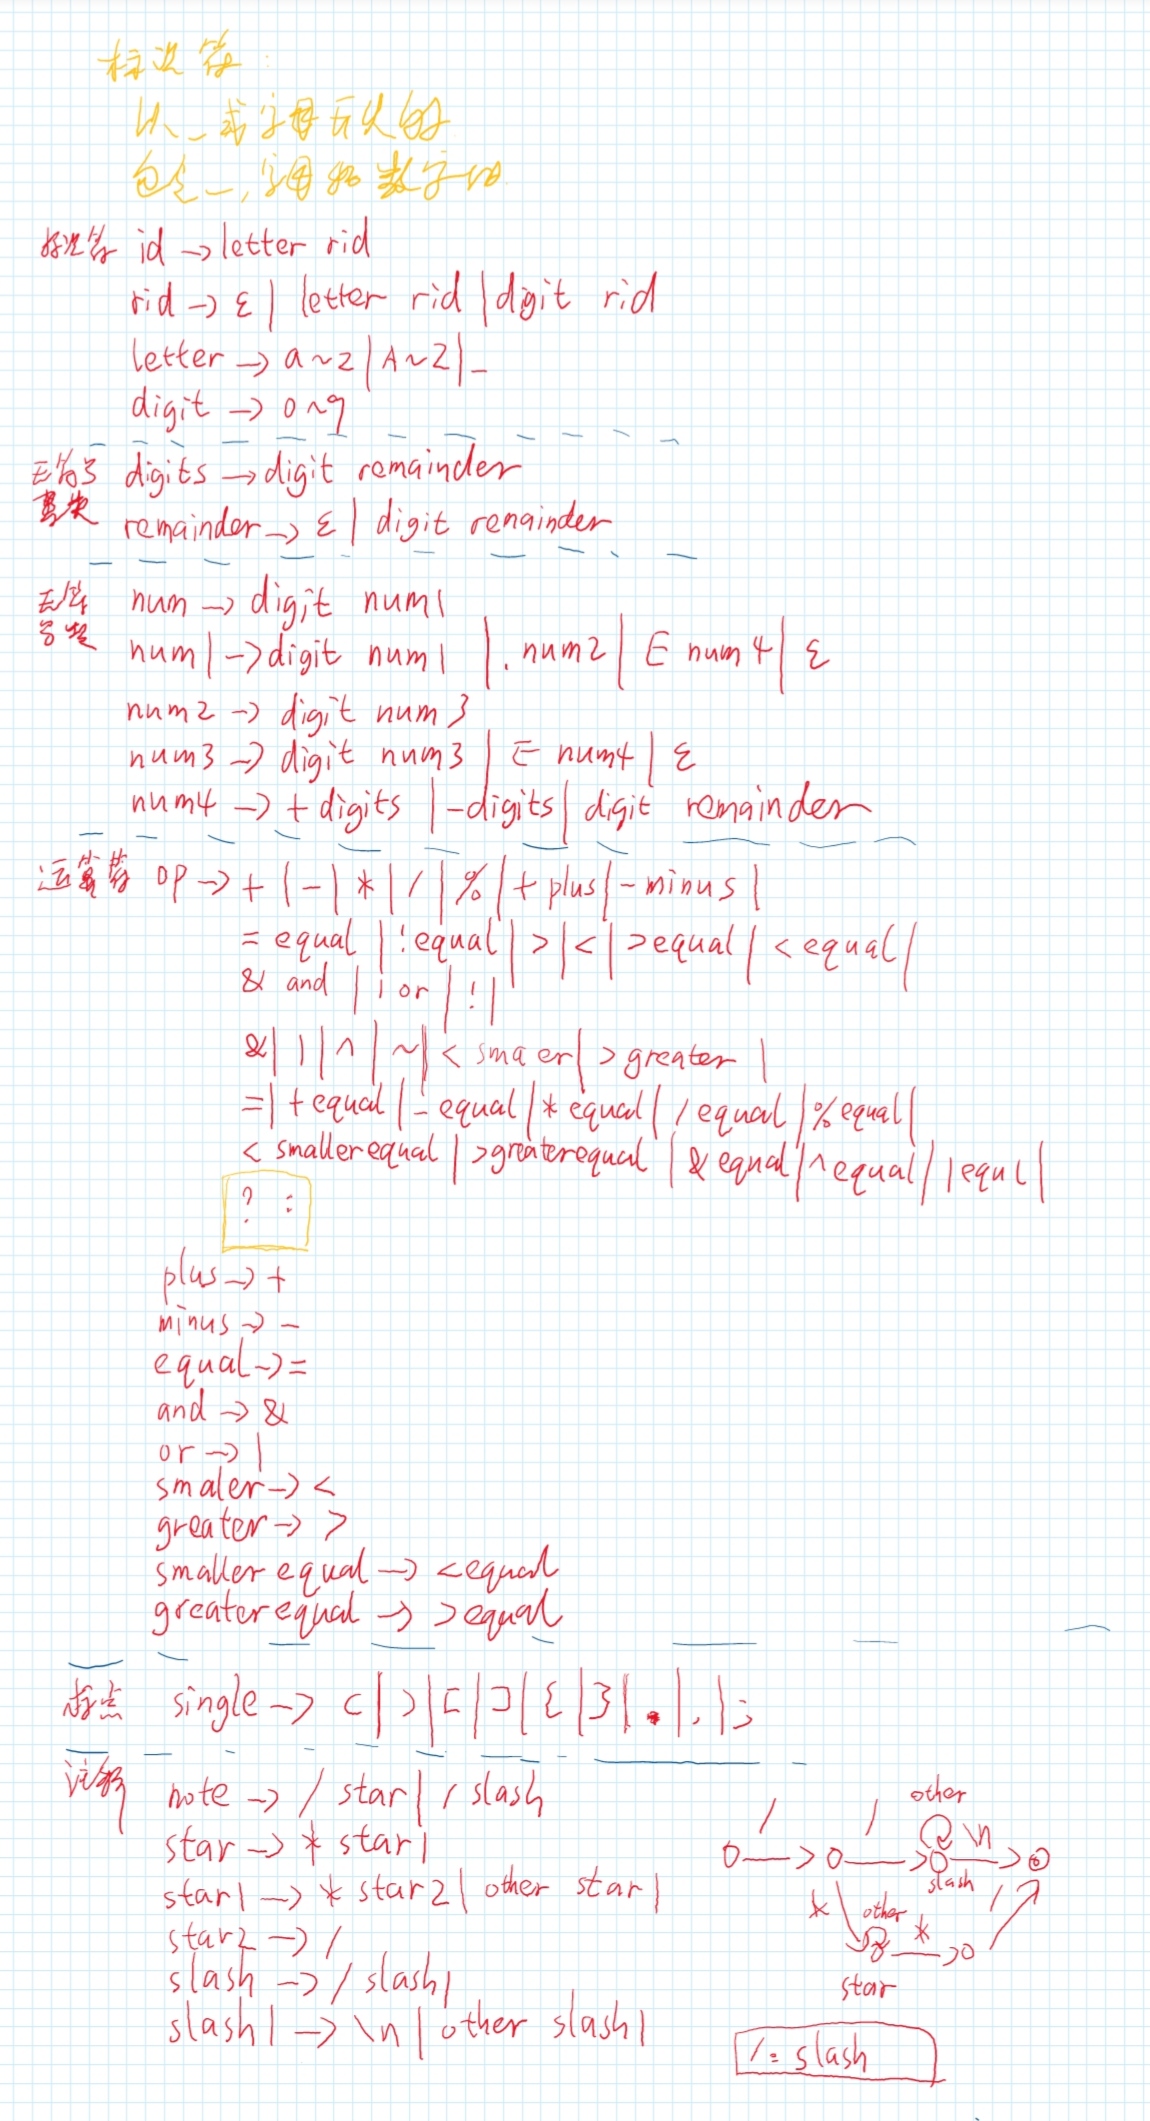 标识符:
以_或字母开头的
包含_,字母和数字的
标识符 id → letter rid
rid → ε | letter rid | digit rid
letter → a~z | A~Z | _
digit → 0~9
无符号 digits → digit remainder
整数 remainder → ε | digit remainder
无符 num → digit num1
号数 num1 → digit num1 | . num2 | E num4 | ε
num2 → digit num3
num3 → digit num3 | E num4 | ε
num4 → + digits | -digits | digit remainder
运算符 op → + | - | * | / | % | + plus | - minus |
= equal | ! equal | > | < | >equal | < equal |
& and | | or | ! |
& | | | ^ | ~ | < smaer | > greater |
= | + equal | - equal | * equal | / equal | % equal |
< smallerequal | >greaterequal | & equal | ^ equal | | equl |
? :
plus → +
minus → -
equal → =
and → &
or → |
smaler → <
greater → >
smaller equal → <equal
greaterequal → >equal
标点 single → ( | ) | [ | ] | { | } | . | , | ;
注释 note → / star | / slash
star → * star1
star1 → * star2 | other star1
star2 → /
slash → / slash1
slash1 → \n | other slash1
other
/ / \n
slash
* other * /
star
/ = slash